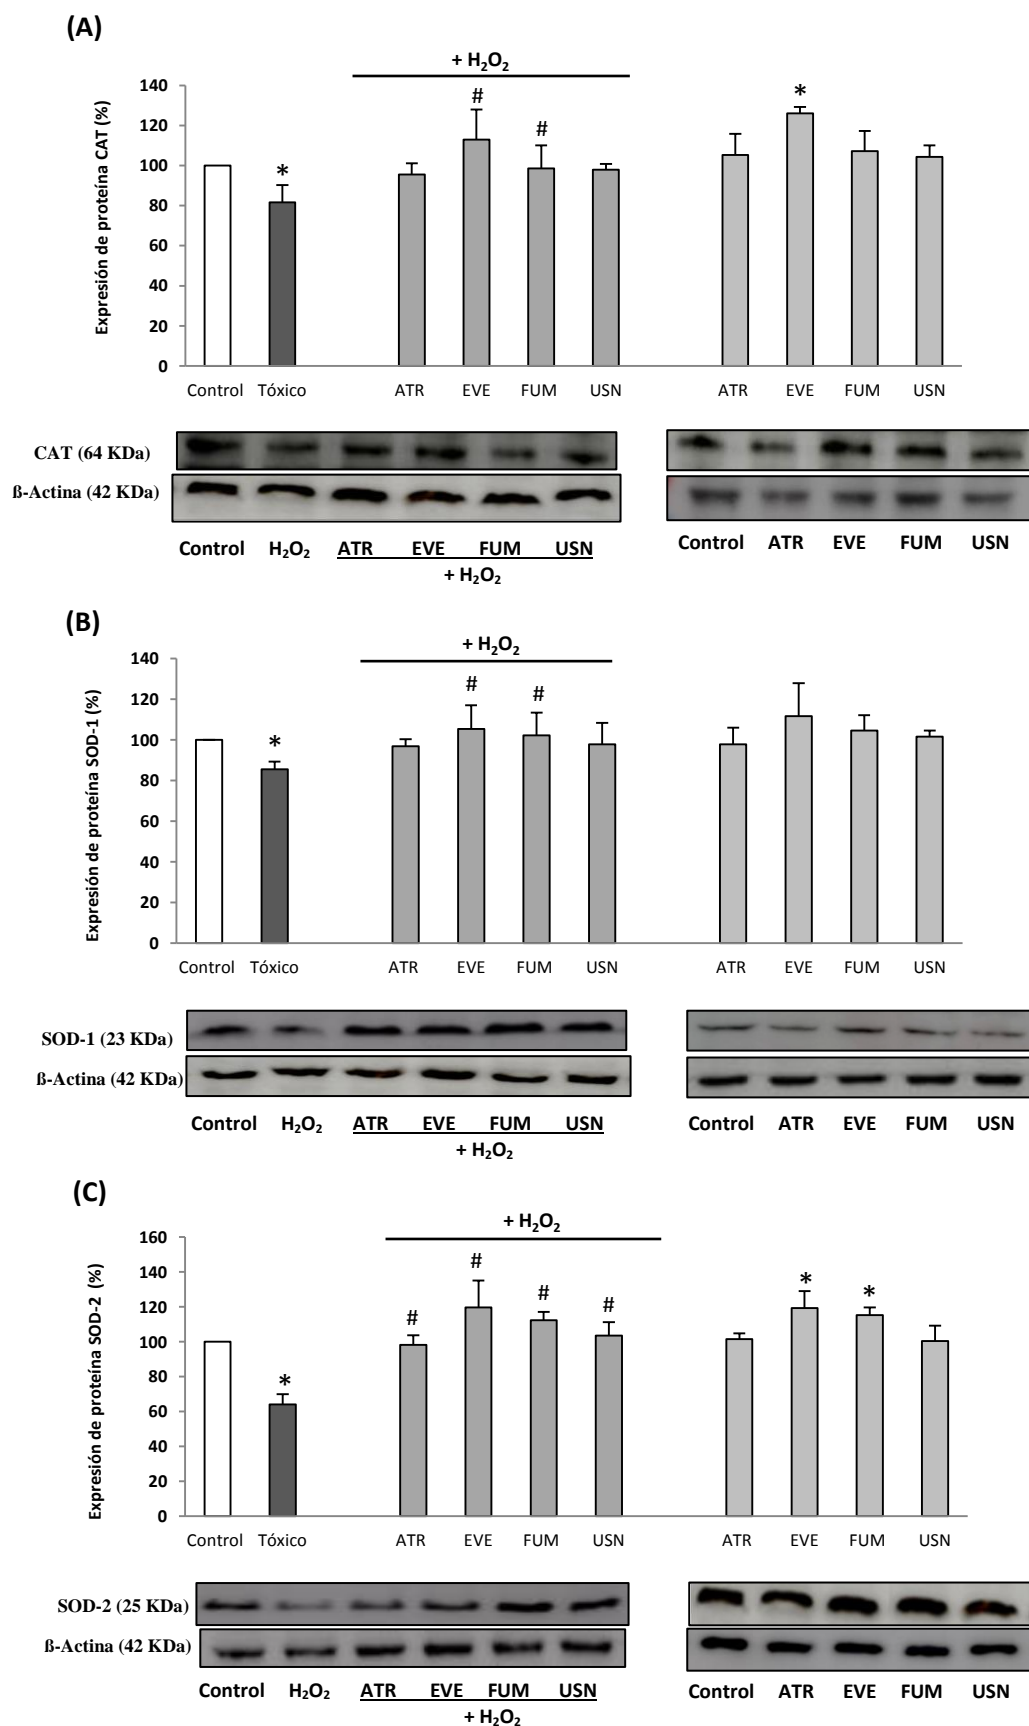 (A)
+ H₂O₂
Expresión de proteína CAT (%)
140
120
100
80
60
40
20
0
*
#
#
*
Control Tóxico ATR EVE FUM USN ATR EVE FUM USN
CAT (64 KDa)
ß-Actina (42 KDa)
Control H₂O₂ ATR EVE FUM USN
+ H₂O₂
Control ATR EVE FUM USN
(B)
+ H₂O₂
Expresión de proteína SOD-1 (%)
140
120
100
80
60
40
20
0
*
#
#
Control Tóxico ATR EVE FUM USN ATR EVE FUM USN
SOD-1 (23 KDa)
ß-Actina (42 KDa)
Control H₂O₂ ATR EVE FUM USN
+ H₂O₂
Control ATR EVE FUM USN
(C)
+ H₂O₂
Expresión de proteína SOD-2 (%)
160
140
120
100
80
60
40
20
0
*
#
#
#
#
*
*
Control Tóxico ATR EVE FUM USN ATR EVE FUM USN
SOD-2 (25 KDa)
ß-Actina (42 KDa)
Control H₂O₂ ATR EVE FUM USN
+ H₂O₂
Control ATR EVE FUM USN